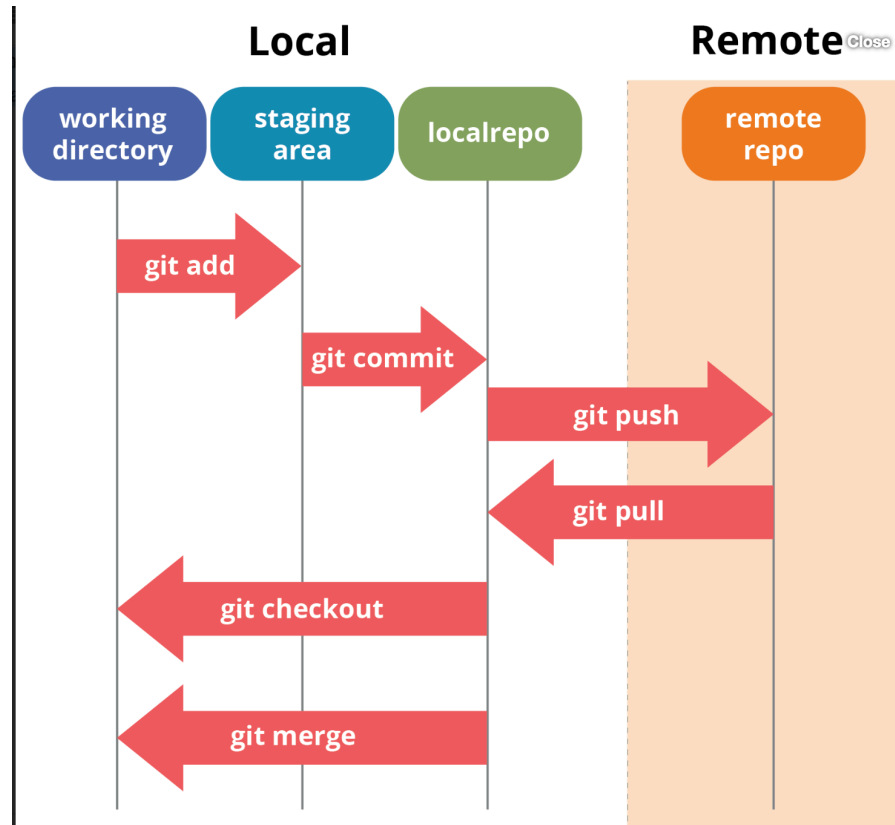 Local
Remote
Close
working
directory
staging
area
localrepo
remote
repo
git add
git commit
git push
git pull
git checkout
git merge